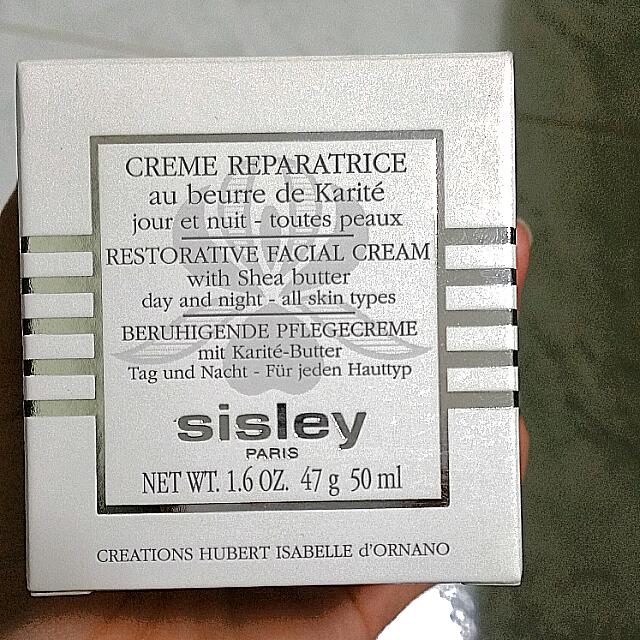 CREME REPARATRICE
au beurre de Karité
jour et nuit - toutes peaux
RESTORATIVE FACIAL CREAM
with Shea butter
day and night - all skin types
BERUHIGENDE PFLEGECREME
mit Karité-Butter
Tag und Nacht - Für jeden Hauttyp
sisley
PARIS
NET WT. 1.6 OZ. 47 g 50 ml
CREATIONS HUBERT ISABELLE d'ORNANO